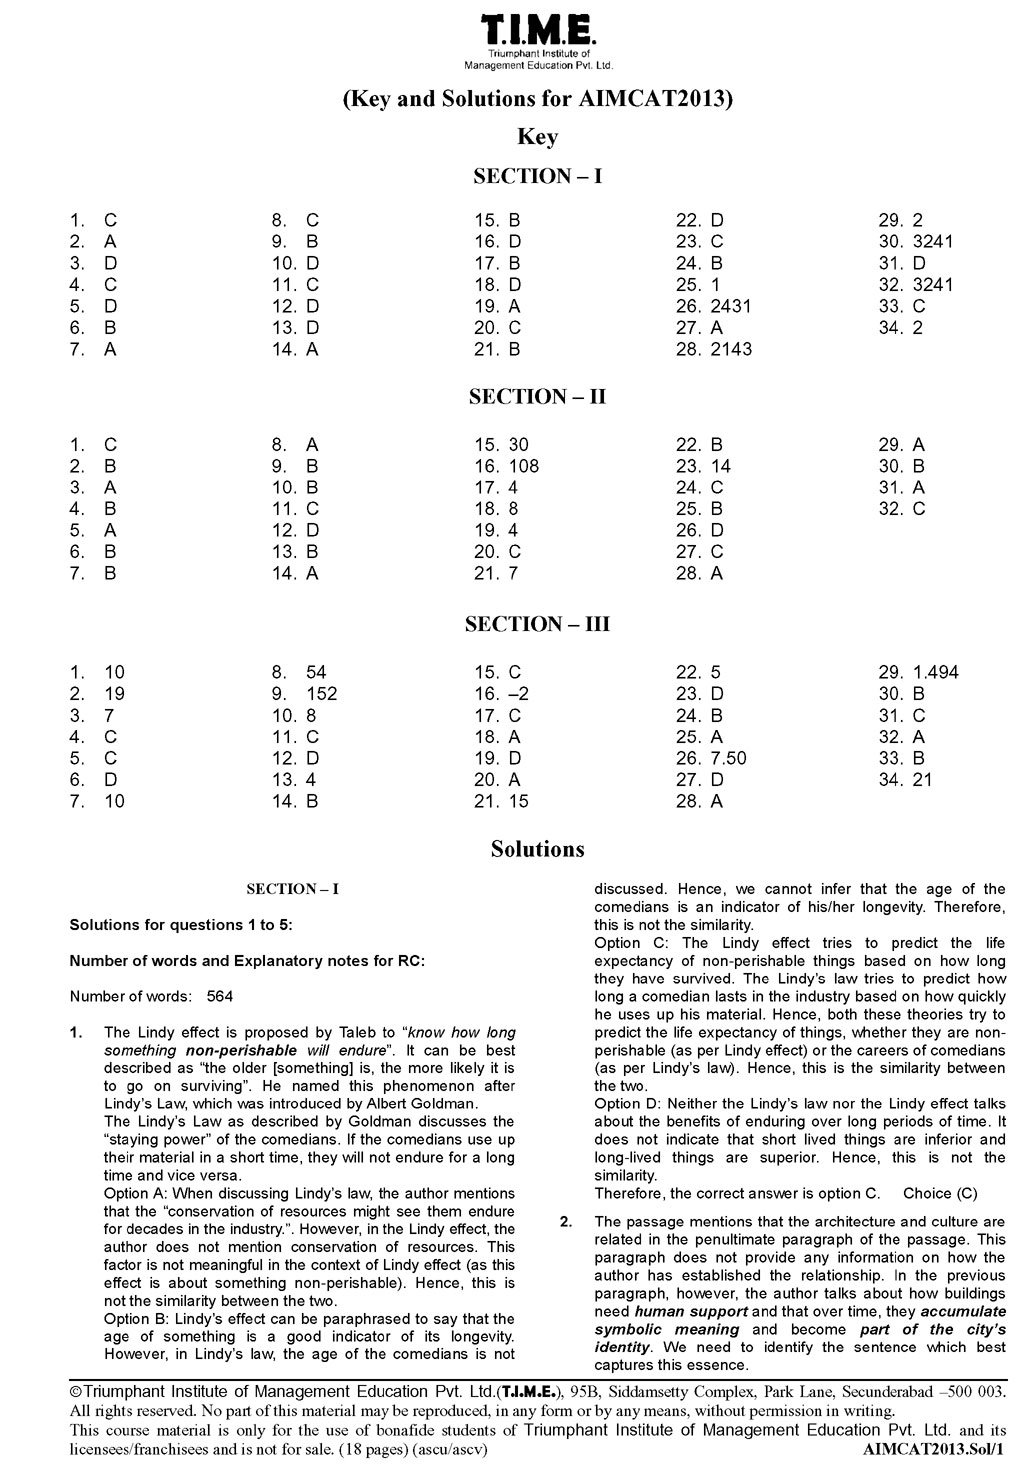 T.I.M.E.
Triumphant Institute of
Management Education Pvt. Ltd.
(Key and Solutions for AIMCAT2013)
Key
SECTION – I
1. C 8. C 15. B 22. D 29. 2
2. A 9. B 16. D 23. C 30. 3241
3. D 10. D 17. B 24. B 31. D
4. C 11. C 18. D 25. 1 32. 3241
5. D 12. D 19. A 26. 2431 33. C
6. B 13. D 20. C 27. A 34. 2
7. A 14. A 21. B 28. 2143
SECTION – II
1. C 8. A 15. 30 22. B 29. A
2. B 9. B 16. 108 23. 14 30. B
3. A 10. B 17. 4 24. C 31. A
4. B 11. C 18. 8 25. B 32. C
5. A 12. D 19. 4 26. D
6. B 13. B 20. C 27. C
7. B 14. A 21. 7 28. A
SECTION – III
1. 10 8. 54 15. C 22. 5 29. 1.494
2. 19 9. 152 16. –2 23. D 30. B
3. 7 10. 8 17. C 24. B 31. C
4. C 11. C 18. A 25. A 32. A
5. C 12. D 19. D 26. 7.50 33. B
6. D 13. 4 20. A 27. D 34. 21
7. 10 14. B 21. 15 28. A
Solutions
SECTION – I
Solutions for questions 1 to 5:
Number of words and Explanatory notes for RC:
Number of words: 564
1. The Lindy effect is proposed by Taleb to “know how long
something non-perishable will endure”. It can be best
described as “the older [something] is, the more likely it is
to go on surviving”. He named this phenomenon after
Lindy’s Law, which was introduced by Albert Goldman.
The Lindy’s Law as described by Goldman discusses the
“staying power” of the comedians. If the comedians use up
their material in a short time, they will not endure for a long
time and vice versa.
Option A: When discussing Lindy’s law, the author mentions
that the “conservation of resources might see them endure
for decades in the industry.”. However, in the Lindy effect, the
author does not mention conservation of resources. This
factor is not meaningful in the context of Lindy effect (as this
effect is about something non-perishable). Hence, this is
not the similarity between the two.
Option B: Lindy’s effect can be paraphrased to say that the
age of something is a good indicator of its longevity.
However, in Lindy’s law, the age of the comedians is not
discussed. Hence, we cannot infer that the age of the
comedians is an indicator of his/her longevity. Therefore,
this is not the similarity.
Option C: The Lindy effect tries to predict the life
expectancy of non-perishable things based on how long
they have survived. The Lindy’s law tries to predict how
long a comedian lasts in the industry based on how quickly
he uses up his material. Hence, both these theories try to
predict the life expectancy of things, whether they are non-
perishable (as per Lindy effect) or the careers of comedians
(as per Lindy’s law). Hence, this is the similarity between
the two.
Option D: Neither the Lindy’s law nor the Lindy effect talks
about the benefits of enduring over long periods of time. It
does not indicate that short lived things are inferior and
long-lived things are superior. Hence, this is not the
similarity.
Therefore, the correct answer is option C. Choice (C)
2. The passage mentions that the architecture and culture are
related in the penultimate paragraph of the passage. This
paragraph does not provide any information on how the
author has established the relationship. In the previous
paragraph, however, the author talks about how buildings
need human support and that over time, they accumulate
symbolic meaning and become part of the city’s
identity. We need to identify the sentence which best
captures this essence.
©Triumphant Institute of Management Education Pvt. Ltd.(T.I.M.E.), 95B, Siddamsetty Complex, Park Lane, Secunderabad –500 003.
All rights reserved. No part of this material may be reproduced, in any form or by any means, without permission in writing.
This course material is only for the use of bonafide students of Triumphant Institute of Management Education Pvt. Ltd. and its
licensees/franchisees and is not for sale. (18 pages) (ascu/ascv) AIMCAT2013.Sol/1